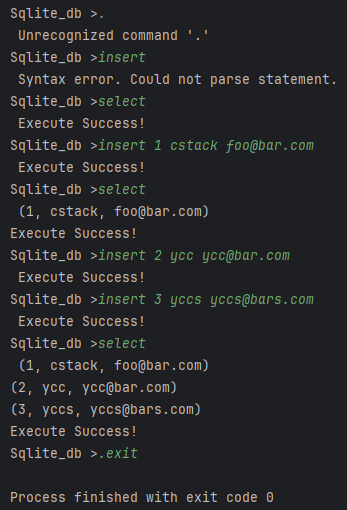 Sqlite_db >.
 Unrecognized command '.'
Sqlite_db >insert
 Syntax error. Could not parse statement.
Sqlite_db >select
 Execute Success!
Sqlite_db >insert 1 cstack foo@bar.com
 Execute Success!
Sqlite_db >select
 (1, cstack, foo@bar.com)
Execute Success!
Sqlite_db >insert 2 ycc ycc@bar.com
 Execute Success!
Sqlite_db >insert 3 yccs yccs@bars.com
 Execute Success!
Sqlite_db >select
 (1, cstack, foo@bar.com)
(2, ycc, ycc@bar.com)
(3, yccs, yccs@bars.com)
Execute Success!
Sqlite_db >.exit

Process finished with exit code 0